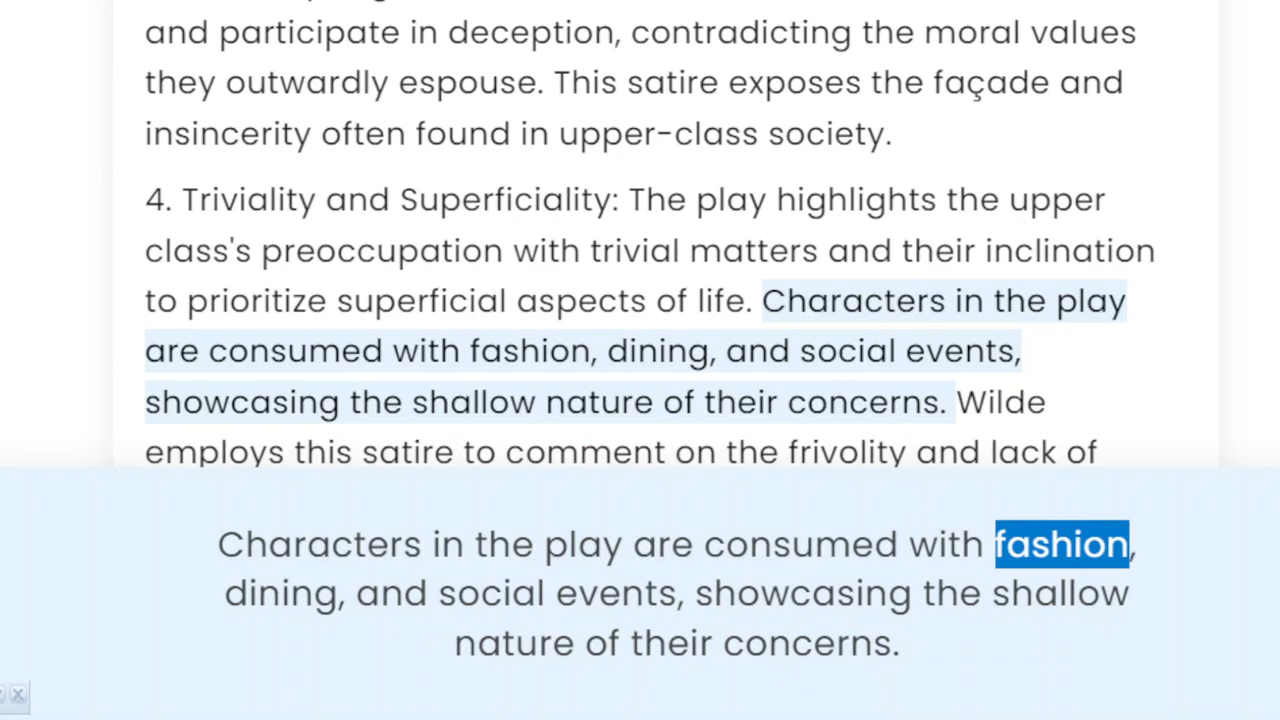 and participate in deception, contradicting the moral values
they outwardly espouse. This satire exposes the façade and
insincerity often found in upper-class society.
4. Triviality and Superficiality: The play highlights the upper
class's preoccupation with trivial matters and their inclination
to prioritize superficial aspects of life. Characters in the play
are consumed with fashion, dining, and social events,
showcasing the shallow nature of their concerns. Wilde
employs this satire to comment on the frivolity and lack of
Characters in the play are consumed with fashion,
dining, and social events, showcasing the shallow
nature of their concerns.